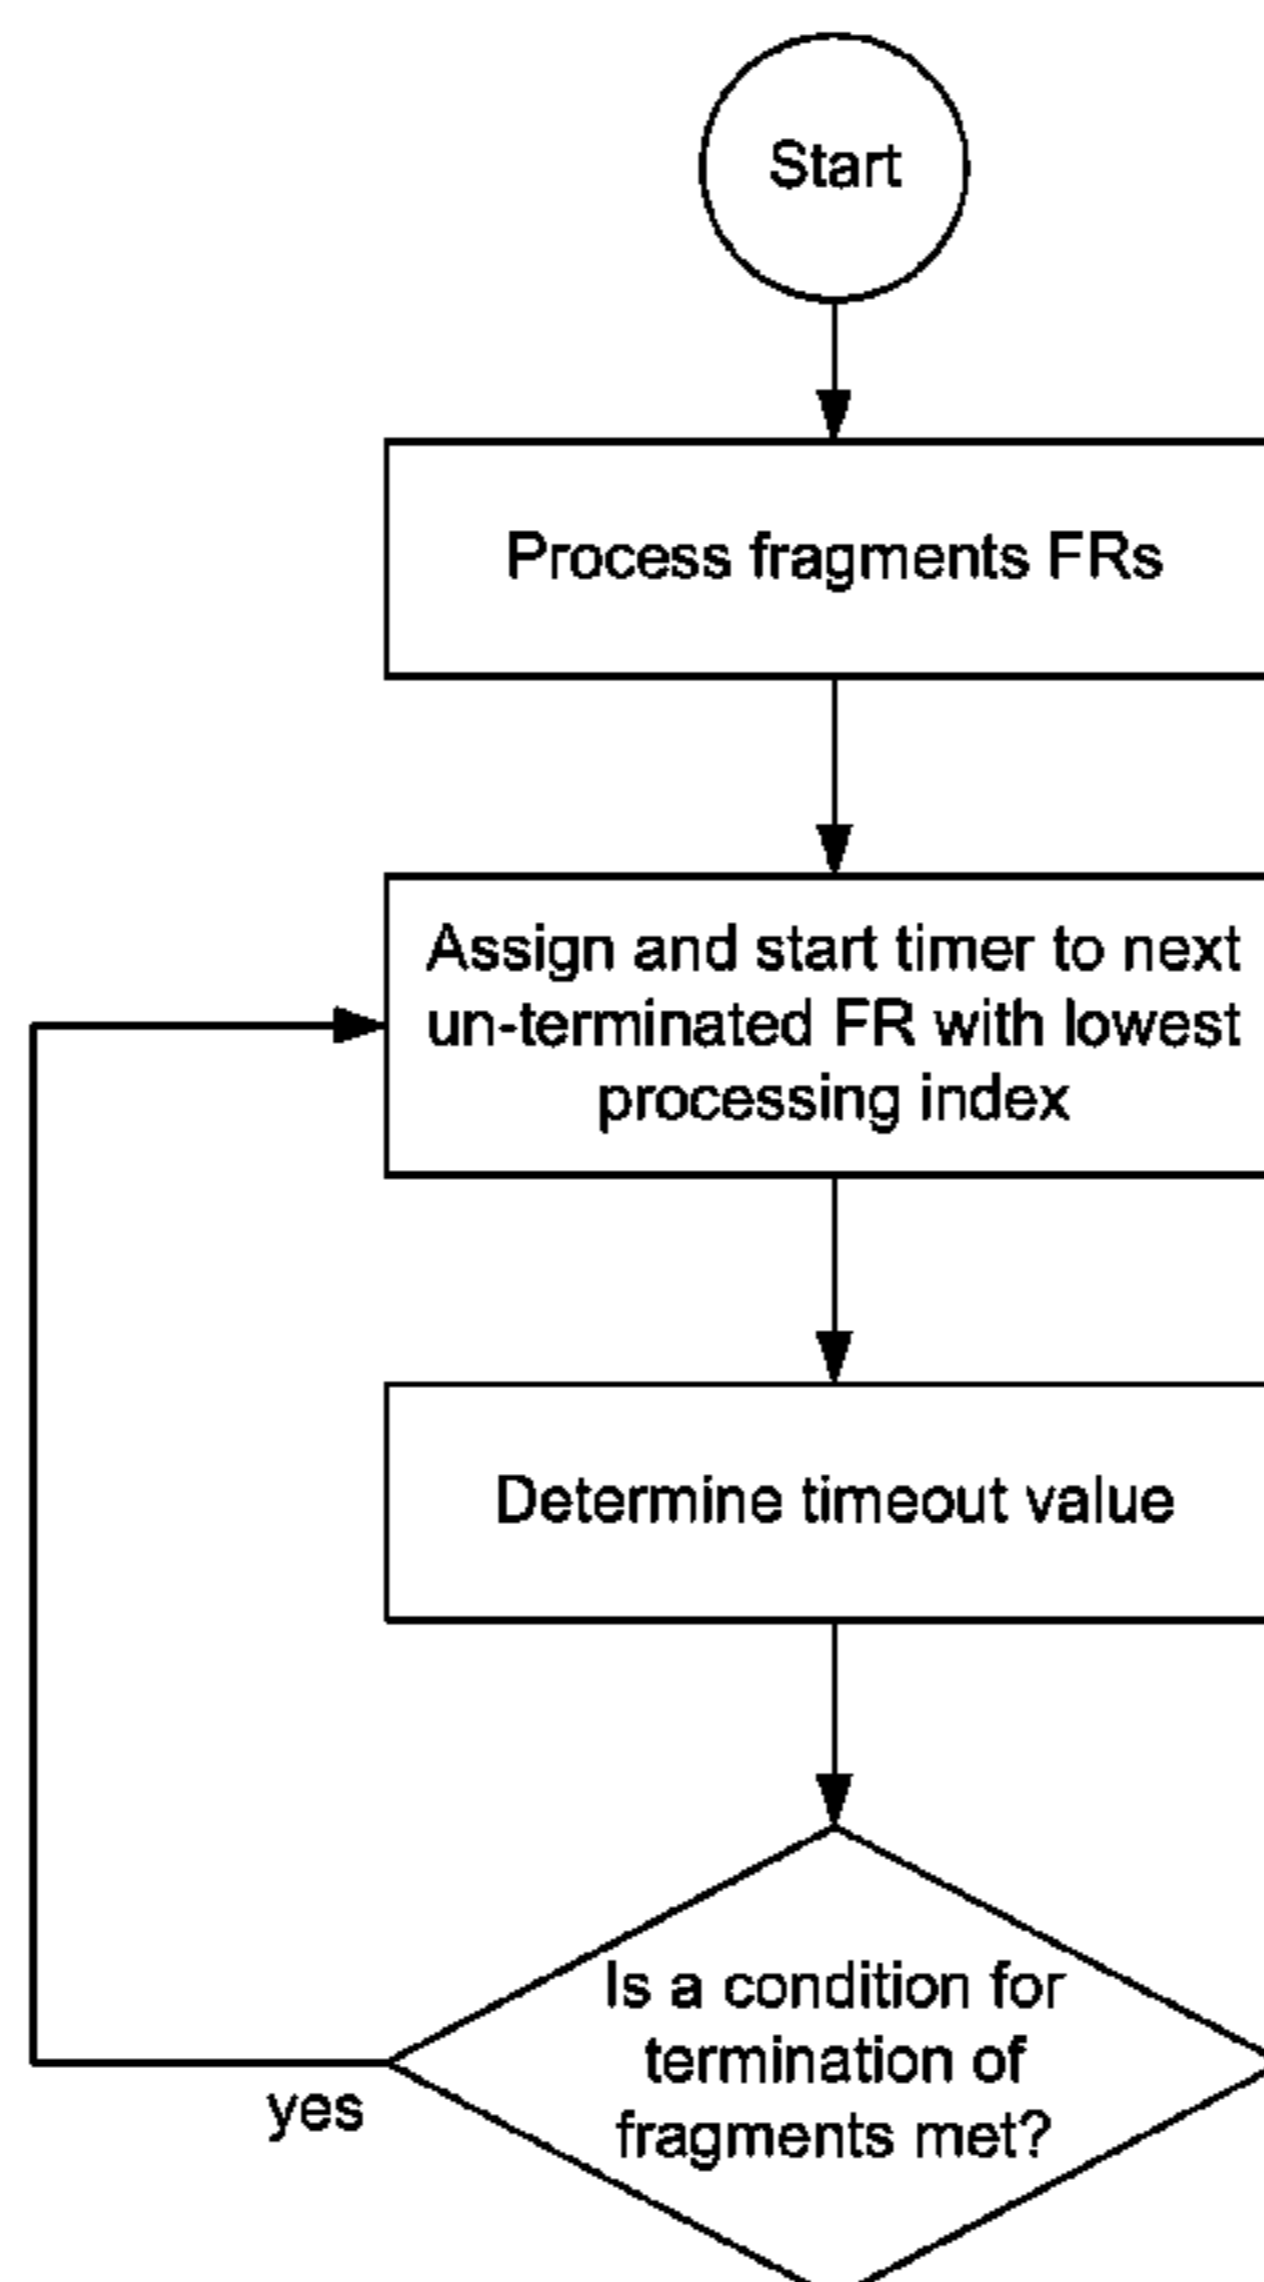 Start
Process fragments FRs
Assign and start timer to next
un-terminated FR with lowest
processing index
Determine timeout value
Is a condition for
termination of
fragments met?
yes